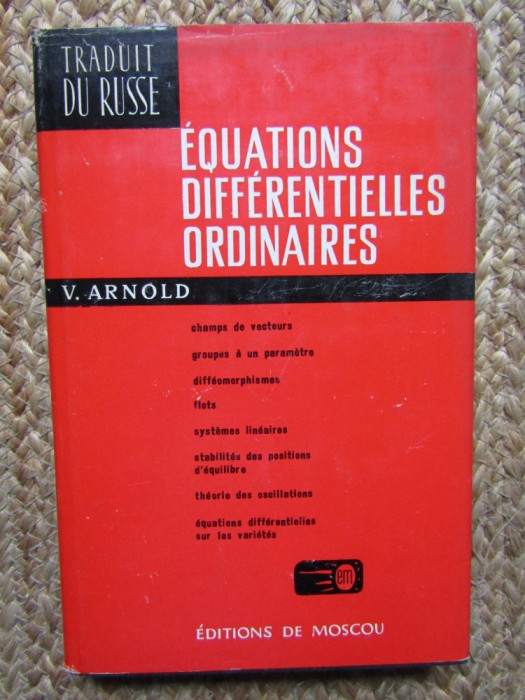 TRADUIT
DU RUSSE
ÉQUATIONS
DIFFÉRENTIELLES
ORDINAIRES
V. ARNOLD
champs de vecteurs
groupes à un paramètre
difféomorphismes
flots
systèmes linéaires
stabilités des positions
d'équilibre
théorie des oscillations
équations différentielles
sur les variétés
em
ÉDITIONS DE MOSCOU